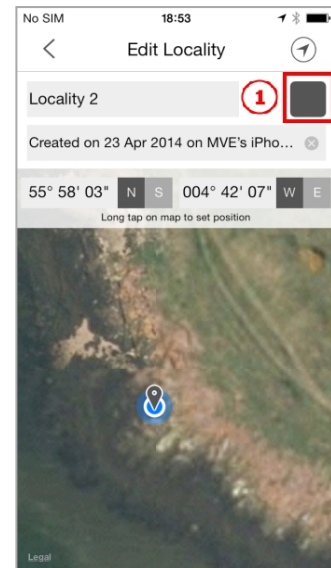 No SIM 18:53
Edit Locality
Locality 2 1
Created on 23 Apr 2014 on MVE's iPho...
55° 58' 03" N S 004° 42' 07" W E
Long tap on map to set position
Legal